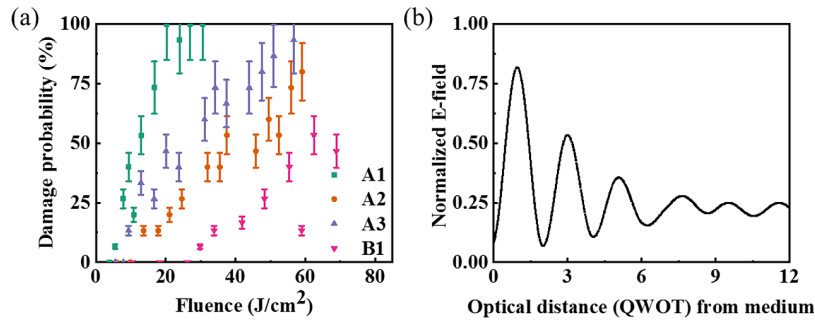 (a)
Damage probability (%)
100
75
50
25
0
0
20
40
60
80
Fluence (J/cm²)
A1
A2
A3
B1
(b)
Normalized E-field
1.00
0.75
0.50
0.25
0.00
0
3
6
9
12
Optical distance (QWOT) from medium